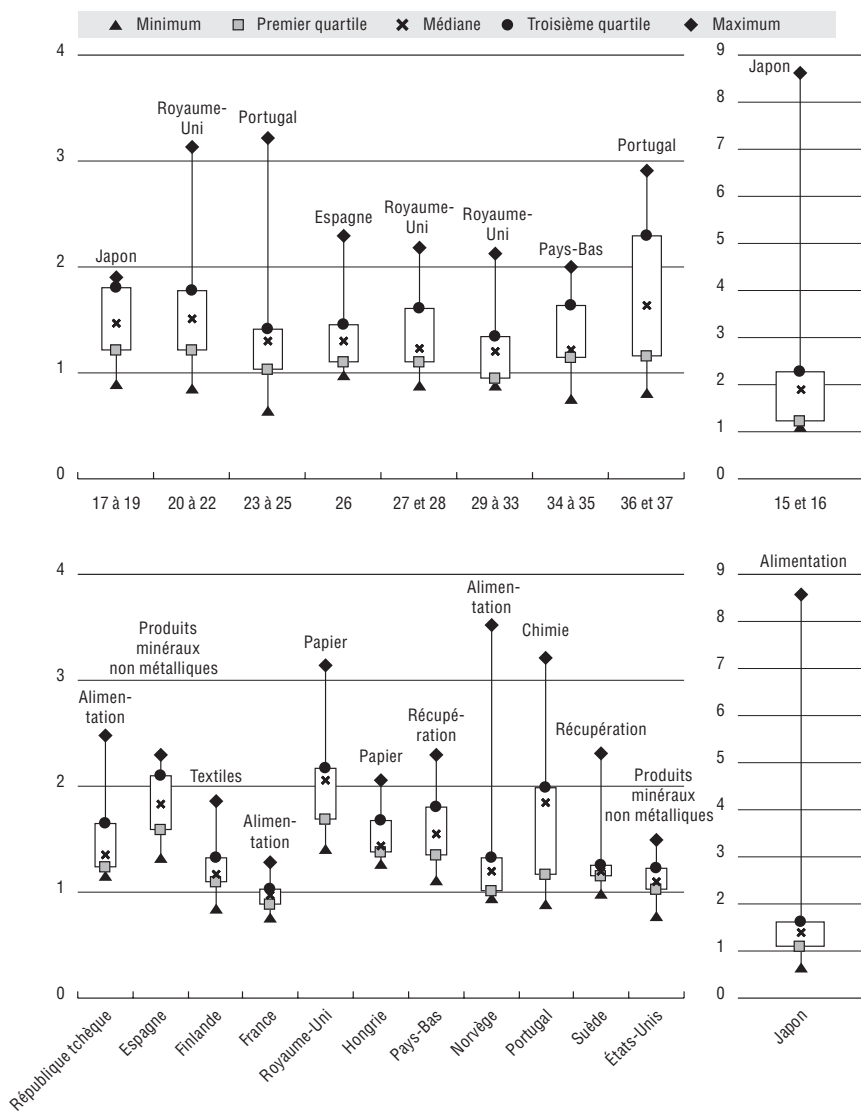 Minimum Premier quartile Médiane Troisième quartile Maximum
4
3
2
1
0
Japon
Royaume-
Uni
Portugal
Espagne
Royaume-
Uni
Royaume-
Uni
Pays-Bas
Portugal
17 à 19 20 à 22 23 à 25 26 27 et 28 29 à 33 34 à 35 36 et 37
9
8
7
6
5
4
3
2
1
0
Japon
15 et 16
4
3
2
1
0
Alimen-
tation
Produits
minéraux
non métalliques
Textiles
Alimen-
tation
Papier
Papier
Récupé-
ration
Alimen-
tation
Chimie
Récupération
Produits
minéraux
non métalliques
République tchèque
Espagne
Finlande
France
Royaume-Uni
Hongrie
Pays-Bas
Norvège
Portugal
Suède
États-Unis
9
8
7
6
5
4
3
2
1
0
Alimentation
Japon